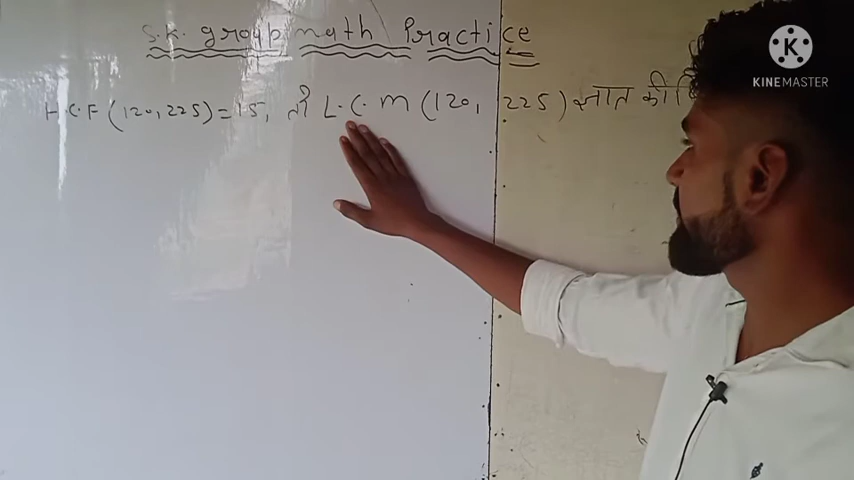 S.K. group math Practice
K
KINEMASTER
H.C.F (120, 225) = 15, तो L.C.M (120, 225) ज्ञात